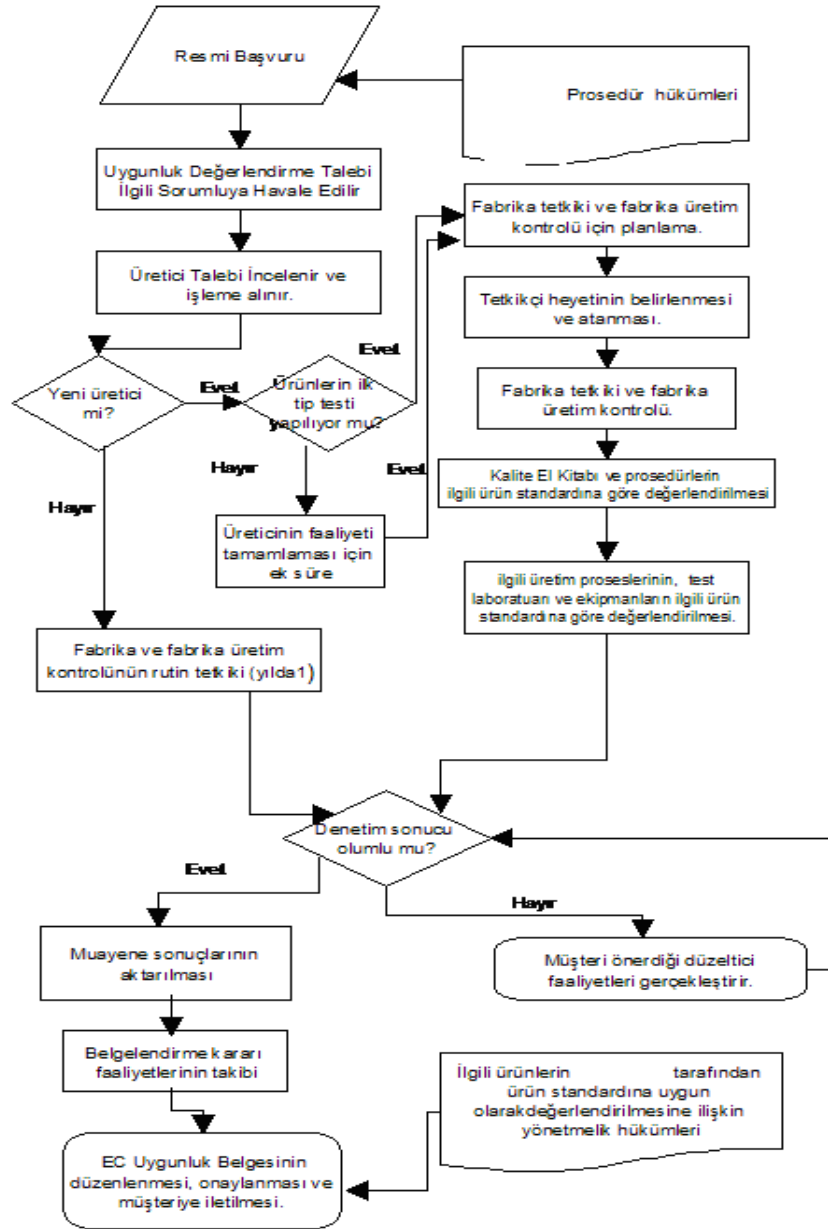 Resmi Başvuru
Prosedür hükümleri
Uygunluk Değerlendirme Talebi
İlgili Sorumluya Havale Edilir
Fabrika tetkiki ve fabrika üretim
kontrolü için planlama.
Üretici Talebi İncelenir ve
işleme alınır.
Tetkikçi heyetinin belirlenmesi
ve atanması.
Evet
Yeni üretici
mi?
Evet
Ürünlerin ilk
tip testi
yapılıyor mu?
Fabrika tetkiki ve fabrika
üretim kontrolü.
Hayır
Evet
Hayır
Kalite El Kitabı ve prosedürlerin
ilgili ürün standardına göre değerlendirilmesi
Üreticinin faaliyeti
tamamlaması için
ek süre
ilgili üretim proseslerinin, test
laboratuarı ve ekipmanların ilgili ürün
standardına göre değerlendirilmesi.
Fabrika ve fabrika üretim
kontrolünün rutin tetkiki (yılda1)
Denetim sonucu
olumlu mu?
Evet
Hayır
Muayene sonuçlarının
aktarılması
Müşteri önerdiği düzeltici
faaliyetleri gerçekleştirir.
Belgelendirme kararı
faaliyetlerinin takibi
İlgili ürünlerin tarafından
ürün standardına uygun
olarakdeğerlendirilmesine ilişkin
yönetmelik hükümleri
EC Uygunluk Belgesinin
düzenlenmesi, onaylanması ve
müşteriye iletilmesi.